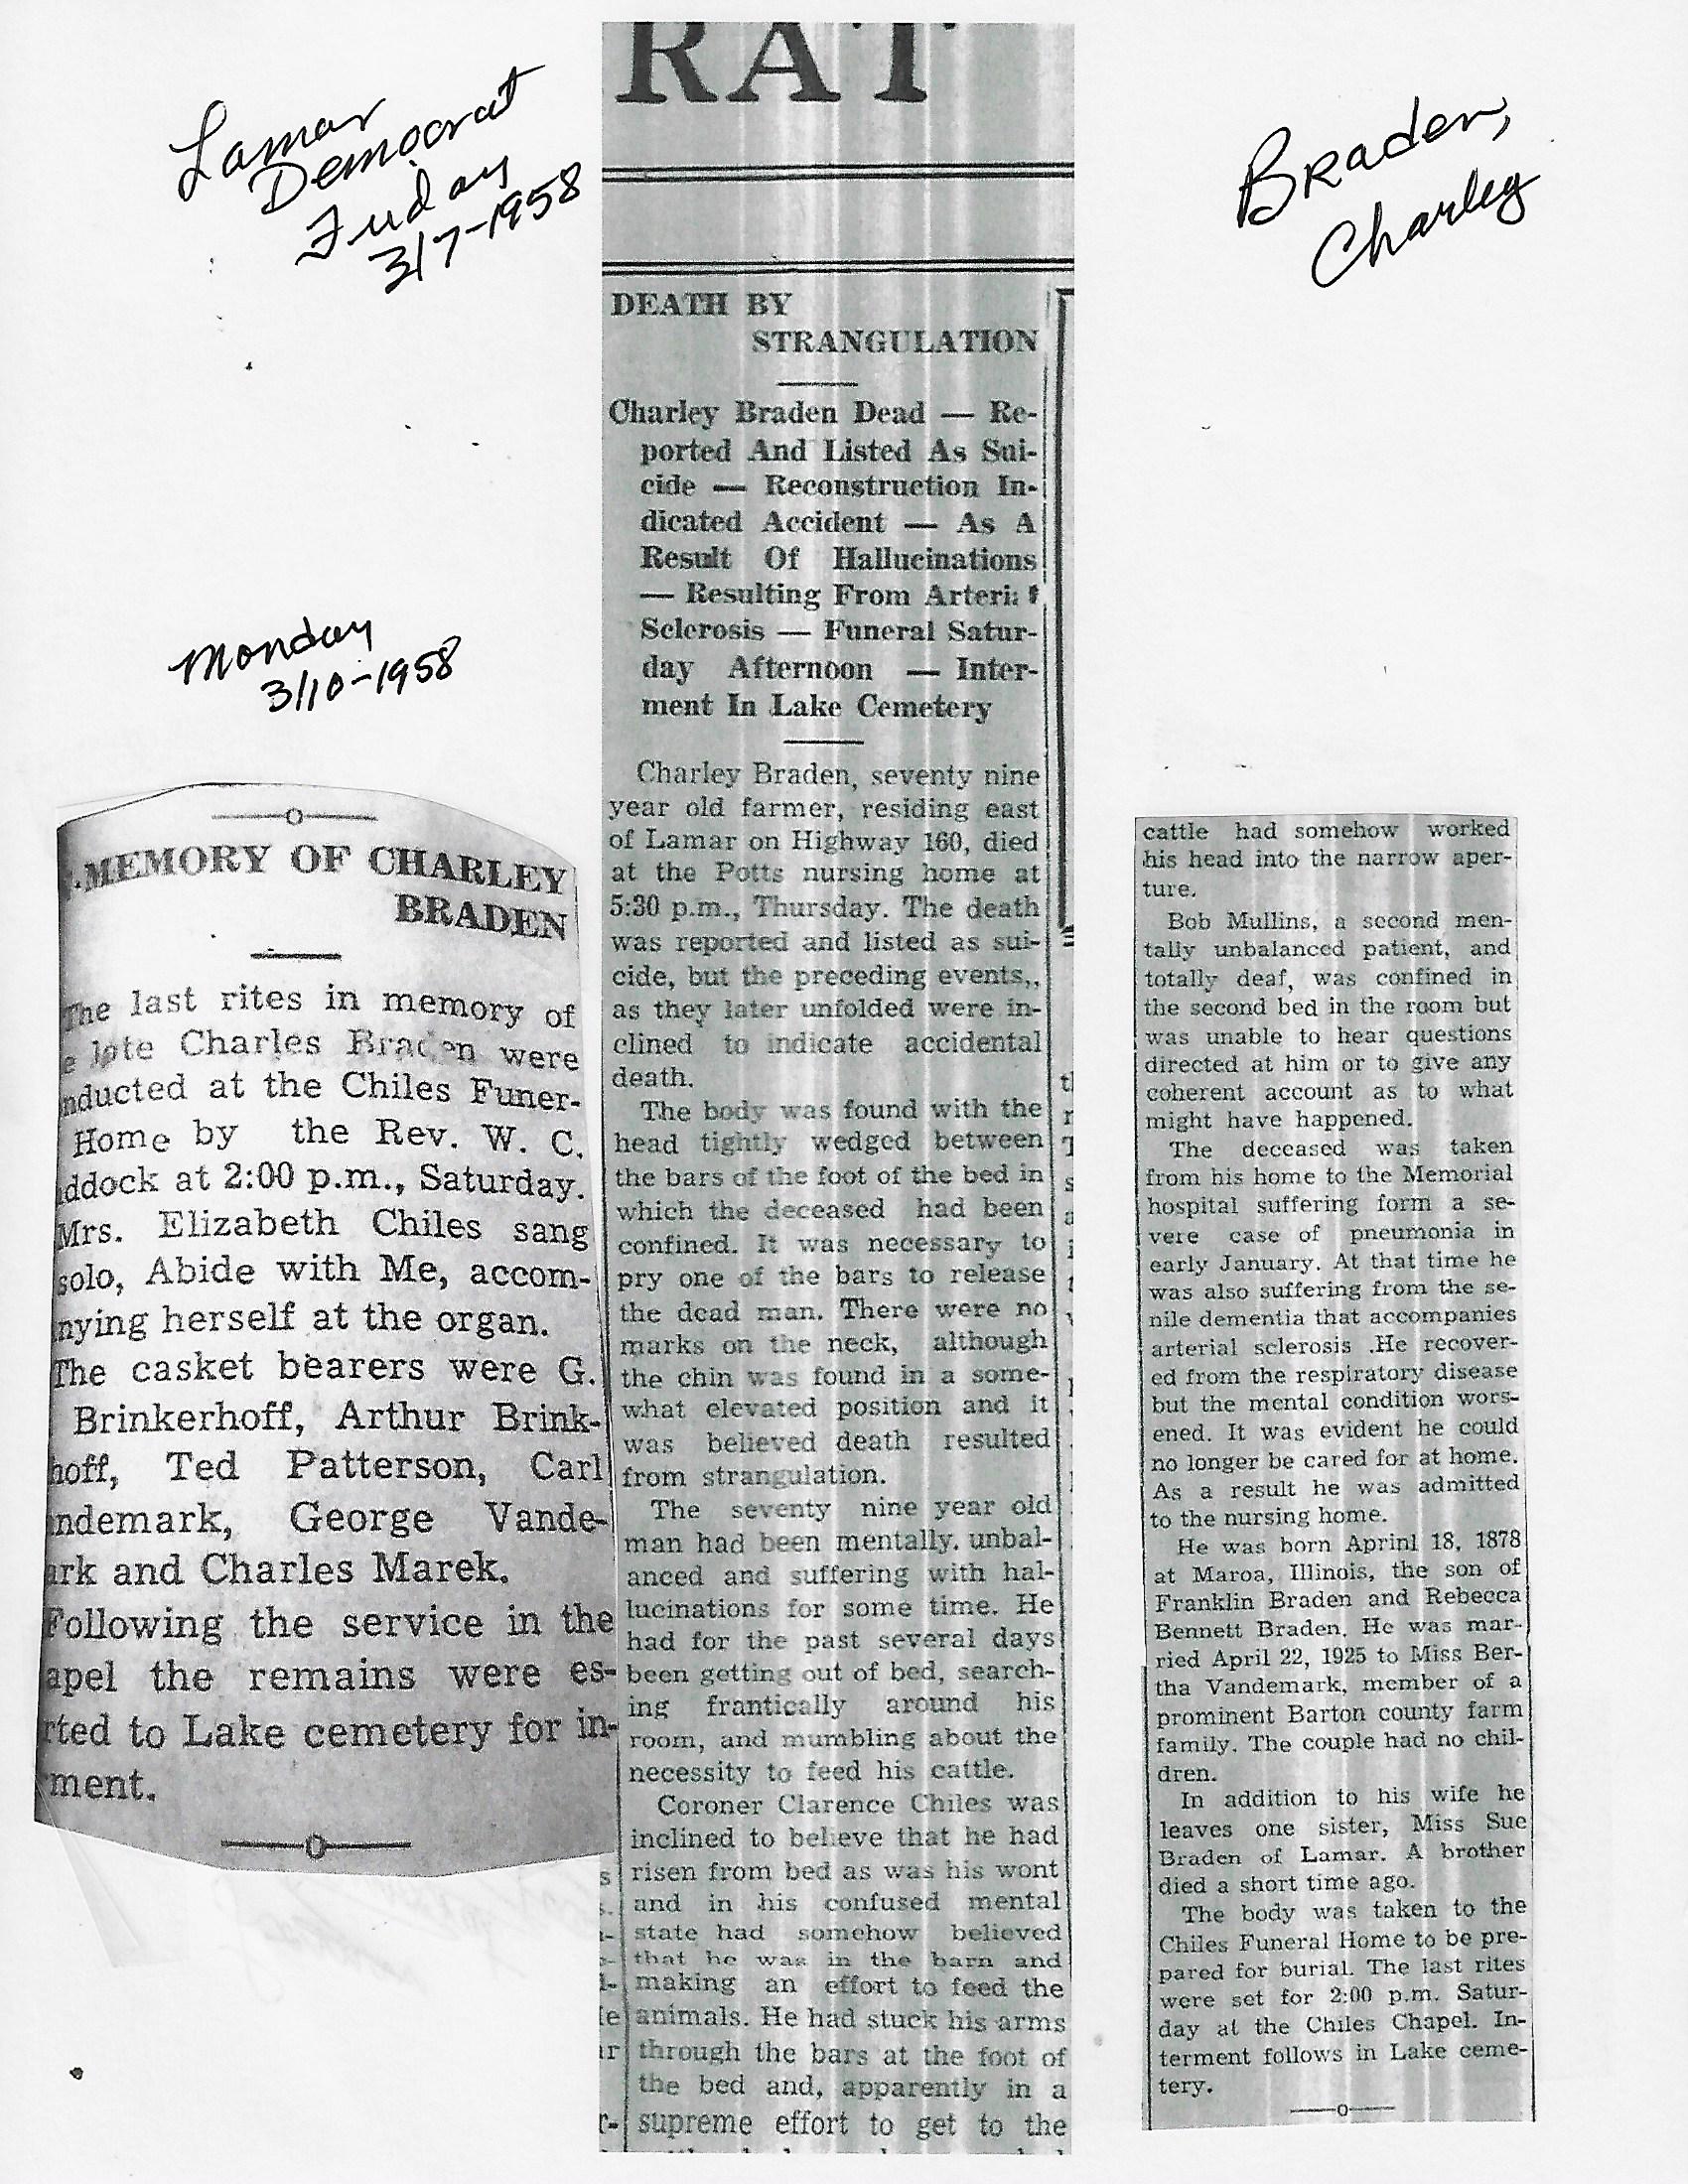 Lamar
Democrat
Friday
3/7-1958
Braden,
Charley
RAT
DEATH BY
STRANGULATION
Charley Braden Dead — Re-
ported And Listed As Sui-
cide — Reconstruction In-
dicated Accident — As A
Result Of Hallucinations
— Resulting From Arteri
Sclerosis — Funeral Satur-
day Afternoon — Inter-
ment In Lake Cemetery
Charley Braden, seventy nine
year old farmer, residing east
of Lamar on Highway 160, died
at the Potts nursing home at
5:30 p.m., Thursday. The death
was reported and listed as sui-
cide, but the preceding events,,
as they later unfolded were in-
clined to indicate accidental
death.
The body was found with the
head tightly wedged between
the bars of the foot of the bed in
which the deceased had been
confined. It was necessary to
pry one of the bars to release
the dead man. There were no
marks on the neck, although
the chin was found in a some-
what elevated position and it
was believed death resulted
from strangulation.
The seventy nine year old
man had been mentally. unbal-
anced and suffering with hal-
lucinations for some time. He
had for the past several days
been getting out of bed, search-
ing frantically around his
room, and mumbling about the
necessity to feed his cattle.
Coroner Clarence Chiles was
inclined to believe that he had
risen from bed as was his wont
and in his confused mental
state had somehow believed
that he was in the barn and
making an effort to feed the
animals. He had stuck his arms
through the bars at the foot of
the bed and, apparently in a
supreme effort to get to the
cattle had somehow worked
his head into the narrow aper-
ture.
Bob Mullins, a second men-
tally unbalanced patient, and
totally deaf, was confined in
the second bed in the room but
was unable to hear questions
directed at him or to give any
coherent account as to what
might have happened.
The deceased was taken
from his home to the Memorial
hospital suffering form a se-
vere case of pneumonia in
early January. At that time he
was also suffering from the se-
nile dementia that accompanies
arterial sclerosis .He recover-
ed from the respiratory disease
but the mental condition wors-
ened. It was evident he could
no longer be cared for at home.
As a result he was admitted
to the nursing home.
He was born Aprinl 18, 1878
at Maroa, Illinois, the son of
Franklin Braden and Rebecca
Bennett Braden. He was mar-
ried April 22, 1925 to Miss Ber-
tha Vandemark, member of a
prominent Barton county farm
family. The couple had no chil-
dren.
In addition to his wife he
leaves one sister, Miss Sue
Braden of Lamar. A brother
died a short time ago.
The body was taken to the
Chiles Funeral Home to be pre-
pared for burial. The last rites
were set for 2:00 p.m. Satur-
day at the Chiles Chapel. In-
terment follows in Lake ceme-
tery.
Monday
3/10-1958
MEMORY OF CHARLEY
BRADEN
The last rites in memory of
e late Charles Braden were
nducted at the Chiles Funer-
Home by the Rev. W. C.
ddock at 2:00 p.m., Saturday.
Mrs. Elizabeth Chiles sang
solo, Abide with Me, accom-
nying herself at the organ.
The casket bearers were G.
Brinkerhoff, Arthur Brink-
hoff, Ted Patterson, Carl
ndemark, George Vande-
ark and Charles Marek.
Following the service in the
apel the remains were es-
rted to Lake cemetery for in-
ment.